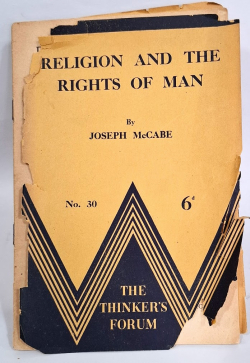 RELIGION AND THE
RIGHTS OF MAN
By
JOSEPH McCABE
No. 30
6d
THE
THINKER'S
FORUM